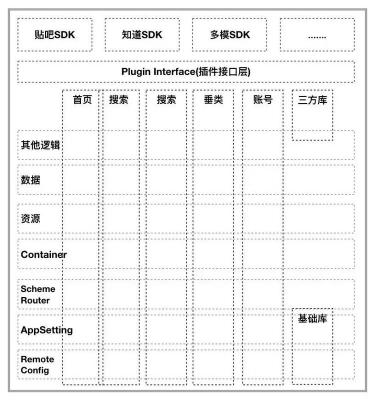 贴吧SDK 知道SDK 多模SDK .......
Plugin Interface(插件接口层)
首页 搜索 搜索 垂类 账号 三方库
其他逻辑
数据
资源
Container
Scheme
Router
基础库
AppSetting
Remote
Config